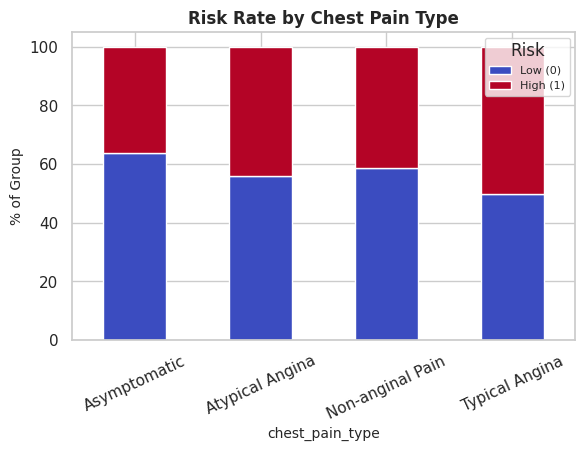 Risk Rate by Chest Pain Type
Risk
Low (0)
High (1)
% of Group
100
80
60
40
20
0
Asymptomatic
Atypical Angina
Non-anginal Pain
Typical Angina
chest_pain_type